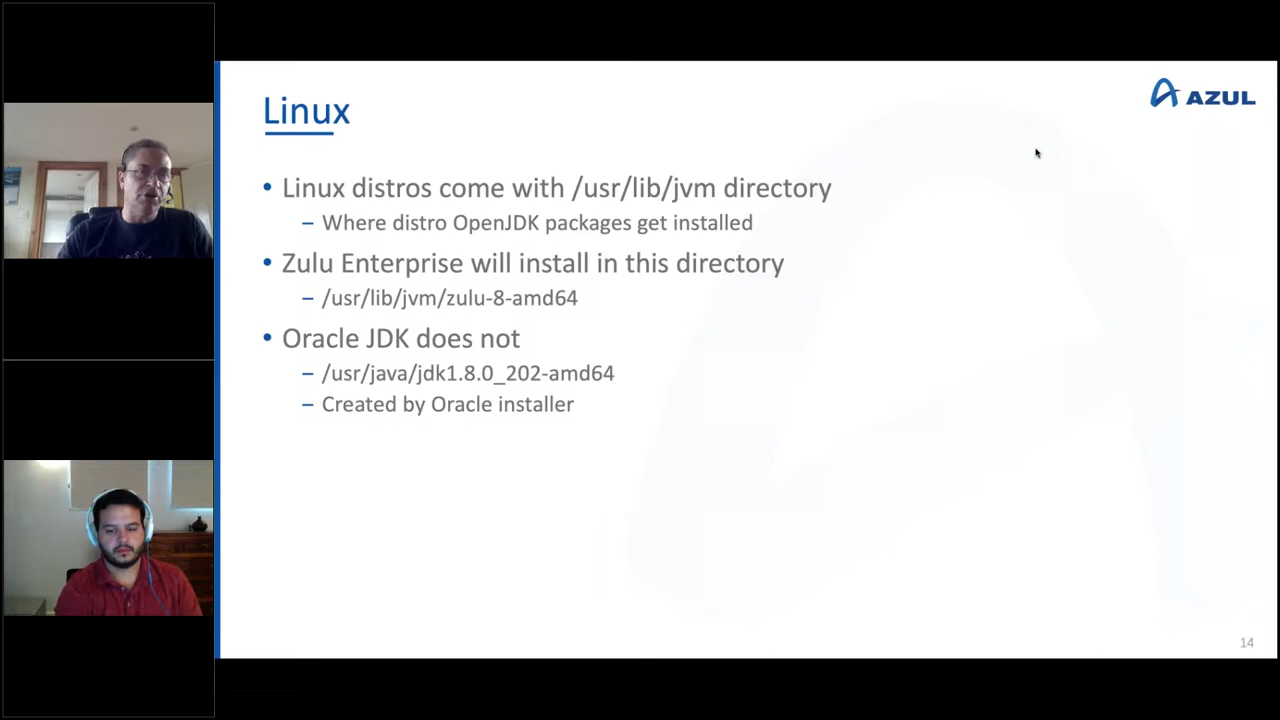 Linux
AZUL
• Linux distros come with /usr/lib/jvm directory
– Where distro OpenJDK packages get installed
• Zulu Enterprise will install in this directory
– /usr/lib/jvm/zulu-8-amd64
• Oracle JDK does not
– /usr/java/jdk1.8.0_202-amd64
– Created by Oracle installer
14